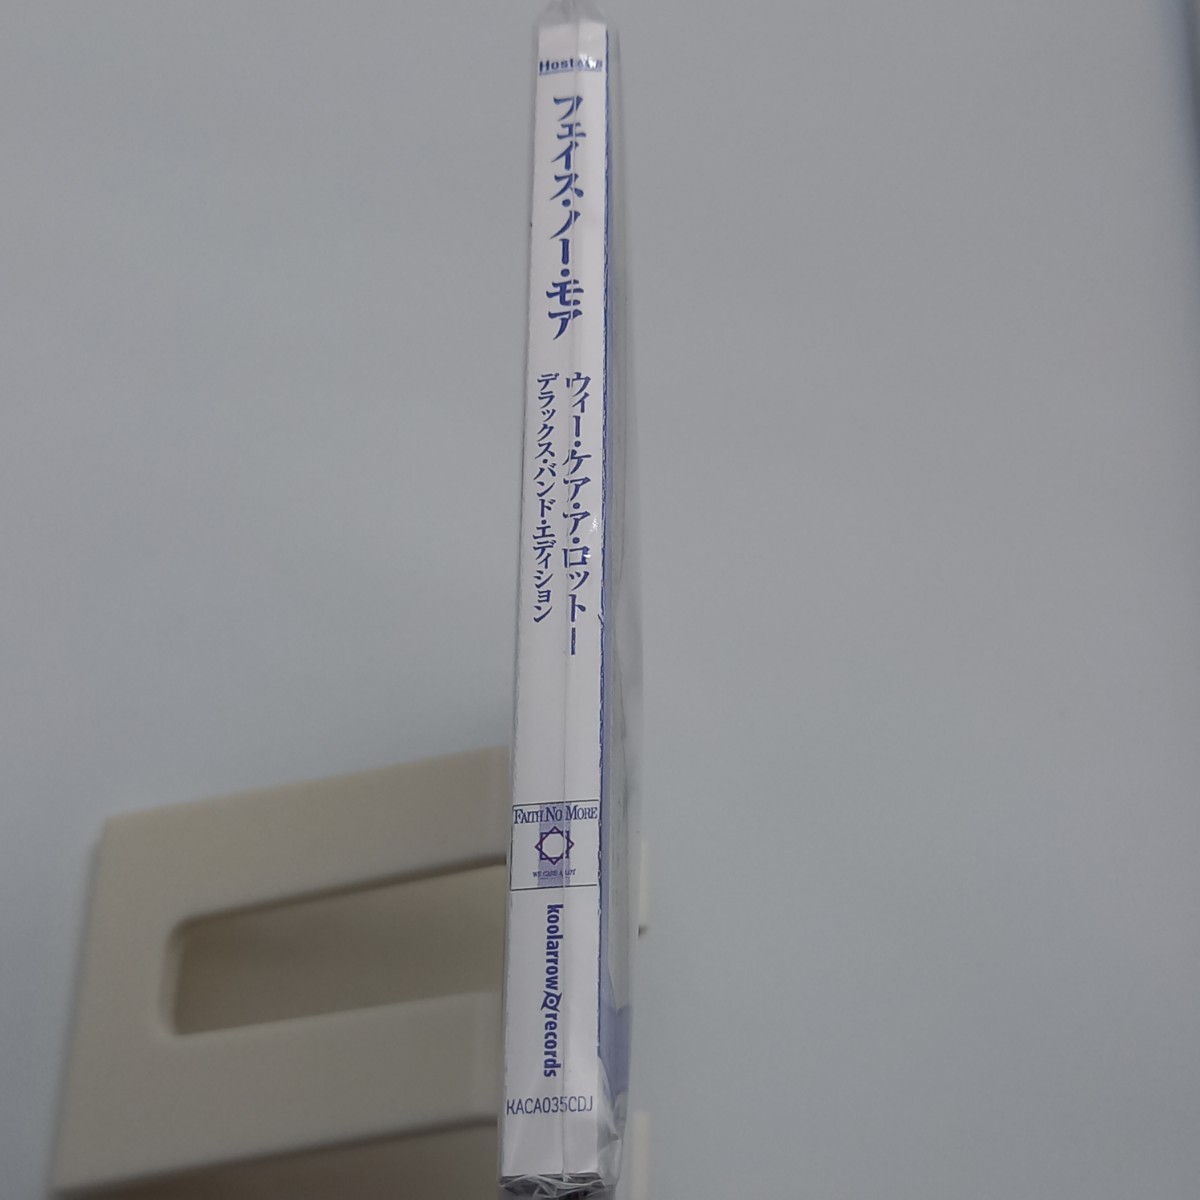 フェイス・ノー・モア
ウィー・ケア・ア・ロットー
デラックス・バンド・エディション
FAITH NO MORE
WE CARE A LOT
koolarrow records
KACA035CDJ